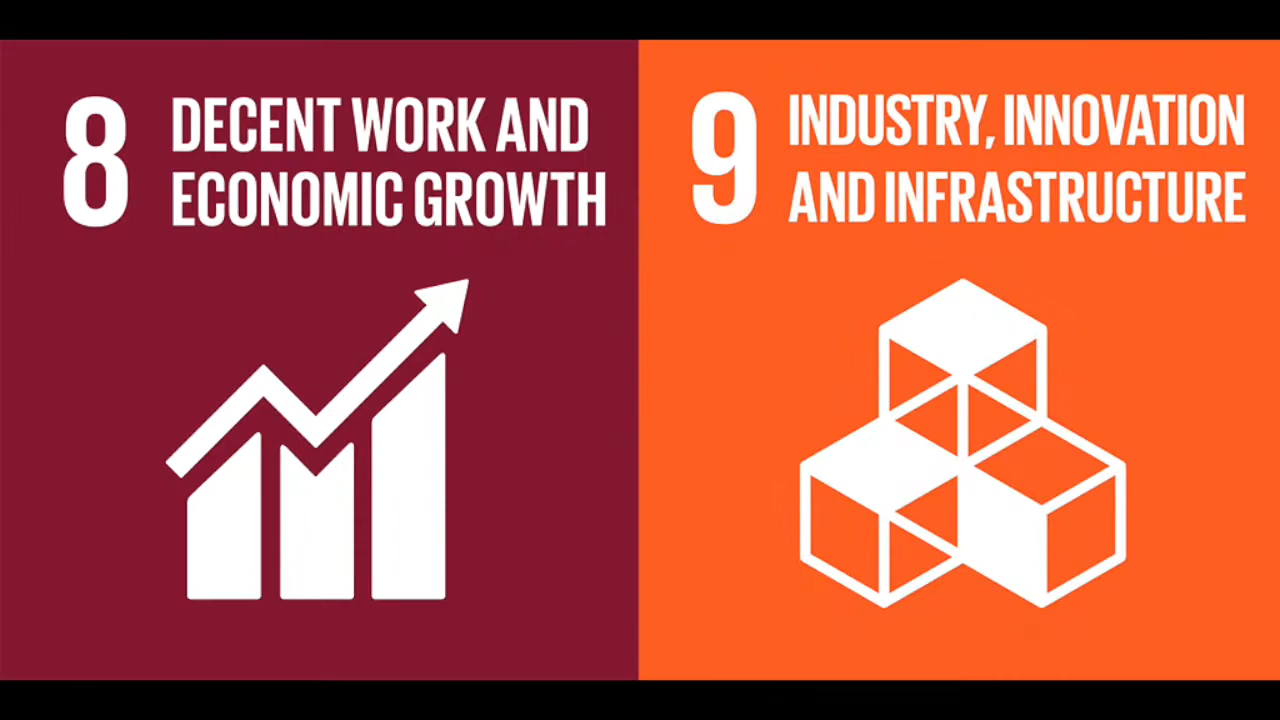 8
DECENT WORK AND
ECONOMIC GROWTH
9
INDUSTRY, INNOVATION
AND INFRASTRUCTURE